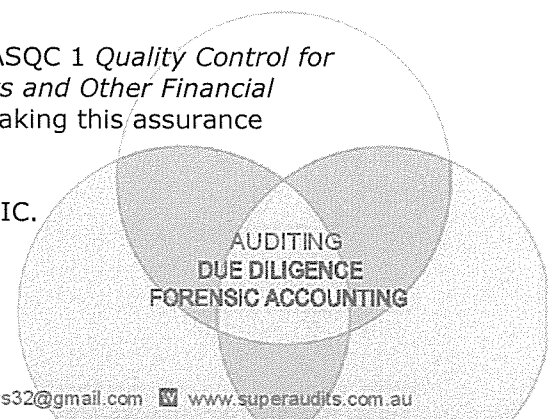 ASQC 1 Quality Control for
s and Other Financial
aking this assurance
IC.
AUDITING
DUE DILIGENCE
FORENSIC ACCOUNTING
s32@gmail.com www.superaudits.com.au